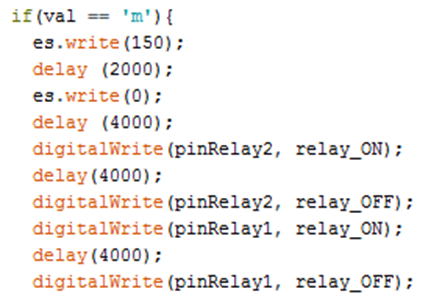 if(val == 'm'){
es.write(150);
delay (2000);
es.write(0);
delay (4000);
digitalWrite(pinRelay2, relay_ON);
delay(4000);
digitalWrite(pinRelay2, relay_OFF);
digitalWrite(pinRelay1, relay_ON);
delay(4000);
digitalWrite(pinRelay1, relay_OFF);